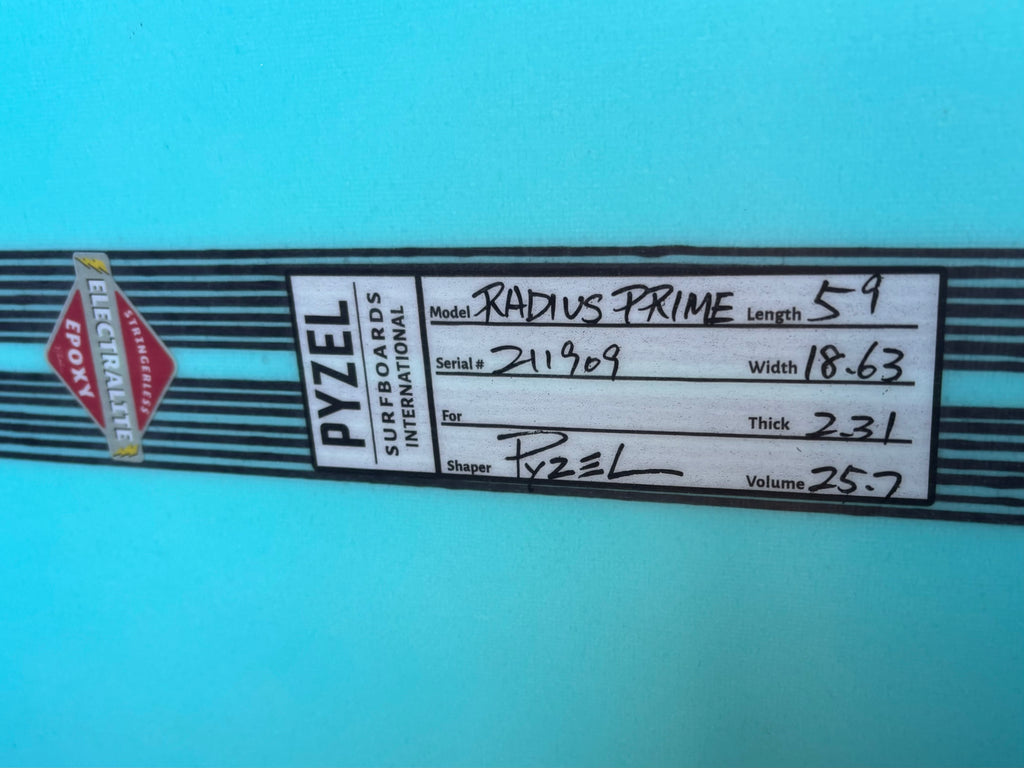 STRINGERLESS
ELECTRALITE
EPOXY
PYZEL
SURFBOARDS
INTERNATIONAL
Model RADIUS PRIME Length 5 9
Serial # 211909 Width 18.63
For Thick 2.31
Shaper PYZEL Volume 25.7